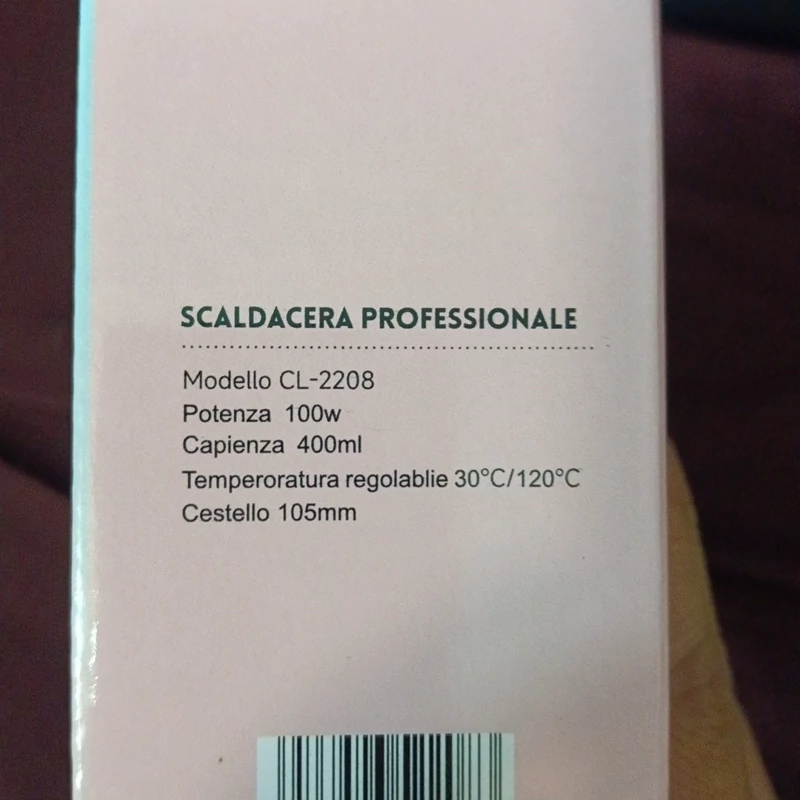 SCALDACERA PROFESSIONALE
Modello CL-2208
Potenza 100w
Capienza 400ml
Temperoratura regolablie 30°C/120°C
Cestello 105mm